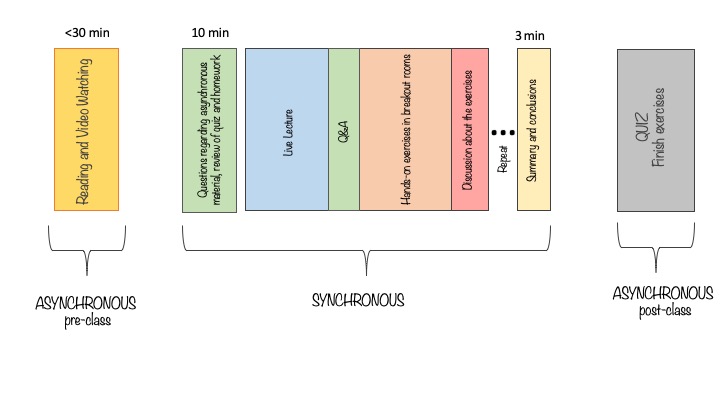 <30 min
10 min
3 min
Reading and Video Watching
Questions regarding asynchronous
material, review of quiz and homework
Live Lecture
Q&A
Hands-on exercises in breakout rooms
Discussion about the exercises
Repeat
Summary and conclusions
QUIZ
Finish exercises
ASYNCHRONOUS
pre-class
SYNCHRONOUS
ASYNCHRONOUS
post-class